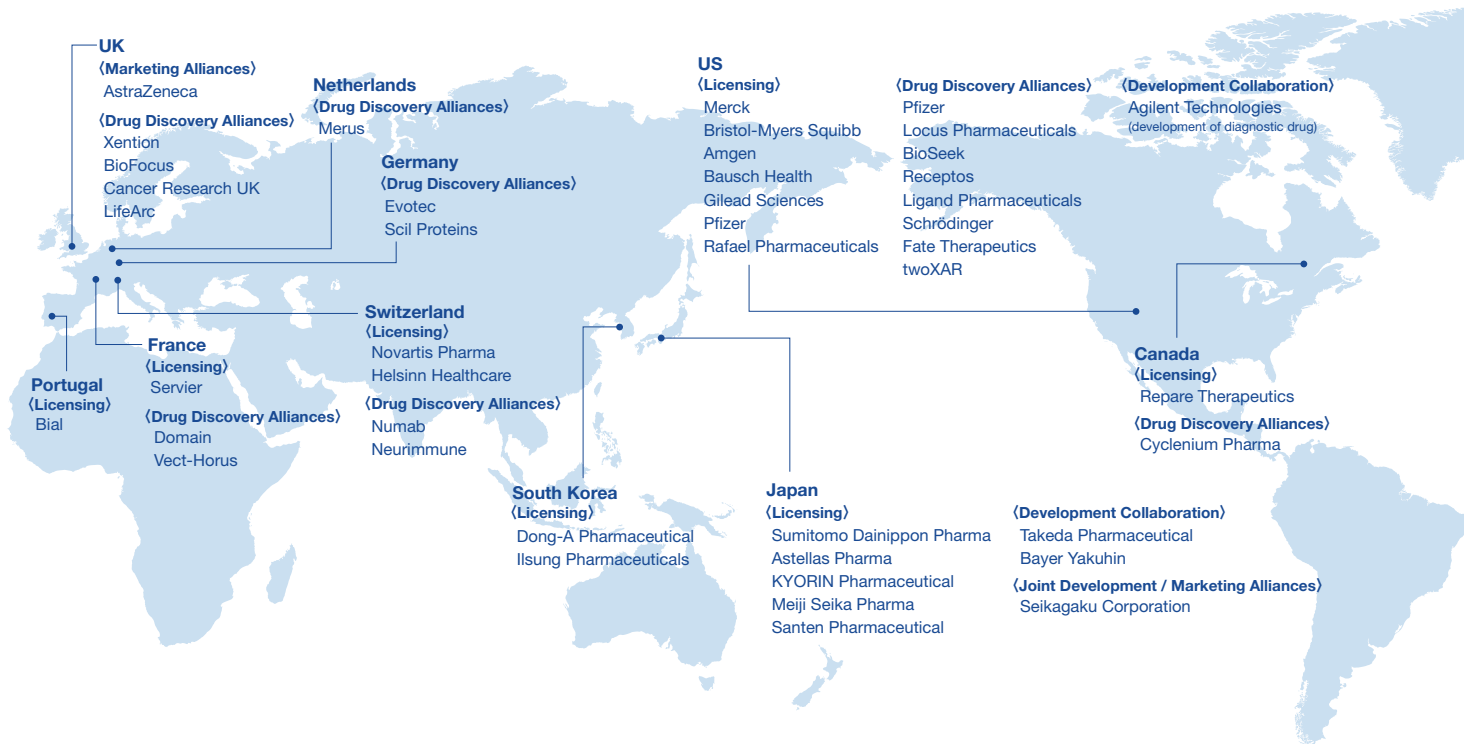 UK
〈Marketing Alliances〉
AstraZeneca
〈Drug Discovery Alliances〉
Xention
BioFocus
Cancer Research UK
LifeArc
Netherlands
〈Drug Discovery Alliances〉
Merus
Germany
〈Drug Discovery Alliances〉
Evotec
Scil Proteins
Switzerland
〈Licensing〉
Novartis Pharma
Helsinn Healthcare
〈Drug Discovery Alliances〉
Numab
Neurimmune
France
〈Licensing〉
Servier
〈Drug Discovery Alliances〉
Domain
Vect-Horus
Portugal
〈Licensing〉
Bial
US
〈Licensing〉
Merck
Bristol-Myers Squibb
Amgen
Bausch Health
Gilead Sciences
Pfizer
Rafael Pharmaceuticals
〈Drug Discovery Alliances〉
Pfizer
Locus Pharmaceuticals
BioSeek
Receptos
Ligand Pharmaceuticals
Schrödinger
Fate Therapeutics
twoXAR
〈Development Collaboration〉
Agilent Technologies
(development of diagnostic drug)
Canada
〈Licensing〉
Repare Therapeutics
〈Drug Discovery Alliances〉
Cyclenium Pharma
South Korea
〈Licensing〉
Dong-A Pharmaceutical
Ilsung Pharmaceuticals
Japan
〈Licensing〉
Sumitomo Dainippon Pharma
Astellas Pharma
KYORIN Pharmaceutical
Meiji Seika Pharma
Santen Pharmaceutical
〈Development Collaboration〉
Takeda Pharmaceutical
Bayer Yakuhin
〈Joint Development / Marketing Alliances〉
Seikagaku Corporation